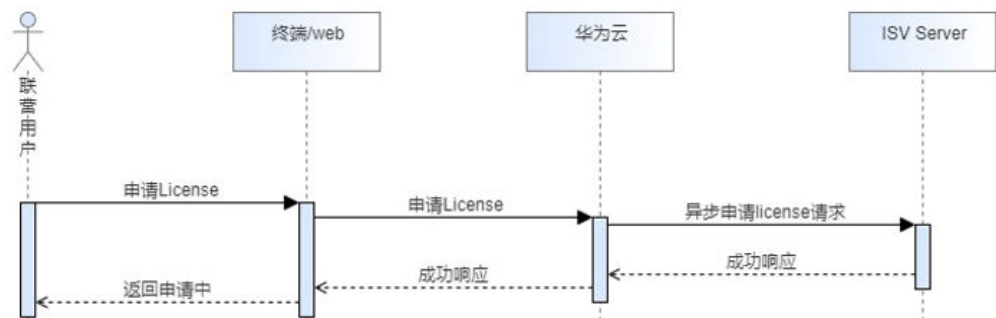 终端/web
华为云
ISV Server
联营用户
申请License
申请License
异步申请license请求
成功响应
成功响应
返回申请中